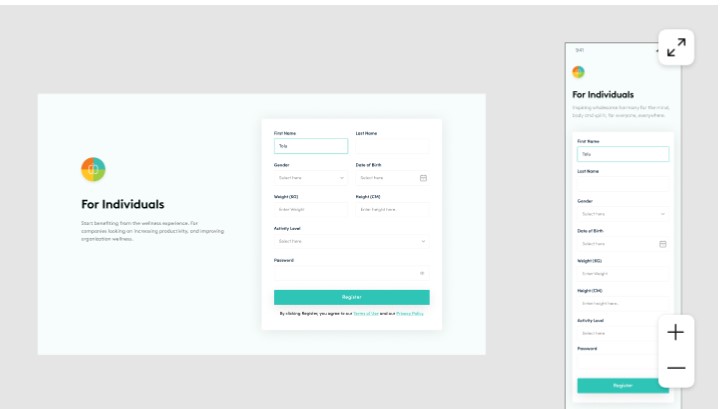 For Individuals
Start benefiting from the wellness experience. For
companies looking on increasing productivity, and improving
organization wellness.
First Name
Last Name
Tolu
Gender
Date of Birth
Select here
Select here
Weight (KG)
Height (CM)
Enter Weight
Enter height here
Activity Level
Select here
Password
Register
By clicking Register, you agree to our Terms of Use and our Privacy Policy
9:41
For Individuals
Inspiring wholesome harmony for the mind,
body and spirit, for everyone, everywhere.
First Name
Tolu
Last Name
Gender
Select here
Date of Birth
Select here
Weight (KG)
Enter Weight
Height (CM)
Enter height here
Activity Level
Select here
Password
Register